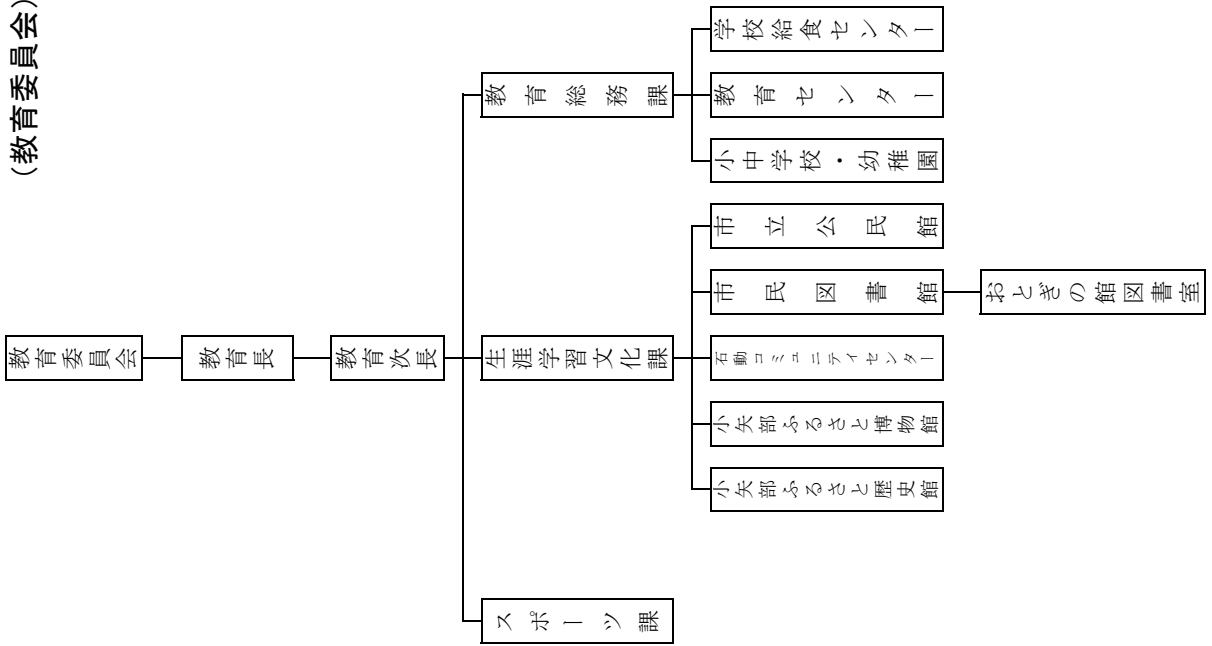 (教育委員会)
教育委員会
教育長
教育次長
教育総務課
学校給食センター
教育センター
小中学校・幼稚園
生涯学習文化課
市立公民館
市民図書館
おとぎの館図書室
石動コミュニティセンター
小矢部ふるさと博物館
小矢部ふるさと歴史館
スポーツ課